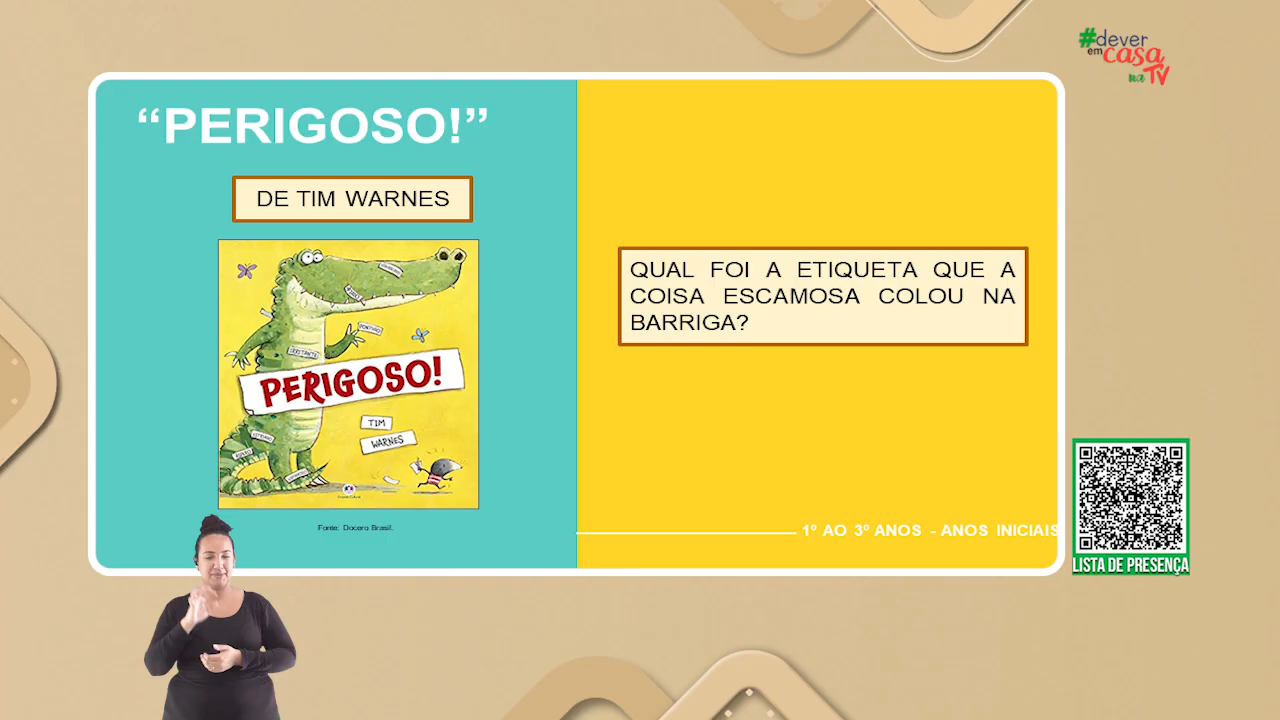 #dever
em casa
na TV
“PERIGOSO!”
DE TIM WARNES
PERIGOSO!
TIM
WARNES
Fonte: Docero Brasil.
QUAL FOI A ETIQUETA QUE A
COISA ESCAMOSA COLOU NA
BARRIGA?
1º AO 3º ANOS - ANOS INICIAIS
LISTA DE PRESENÇA